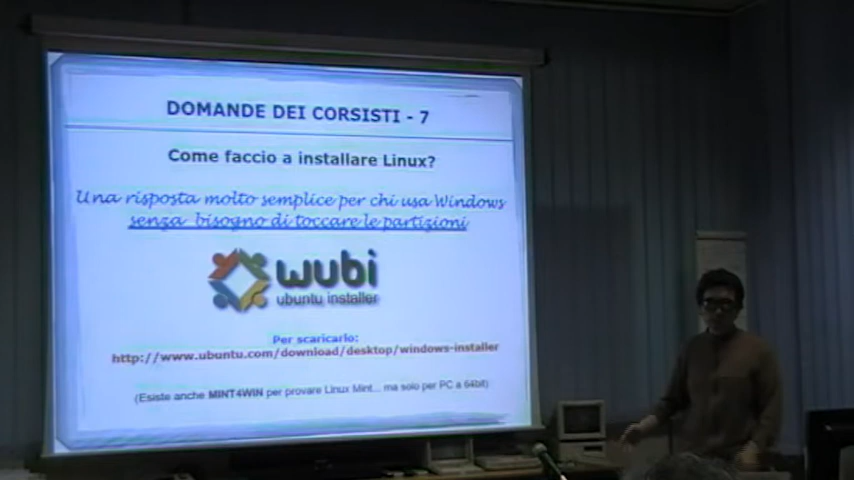 DOMANDE DEI CORSISTI - 7
Come faccio a installare Linux?
Una risposta molto semplice per chi usa Windows
senza bisogno di toccare le partizioni
wubi
ubuntu installer
Per scaricarlo:
http://www.ubuntu.com/download/desktop/windows-installer
(Esiste anche MINT4WIN per provare Linux Mint... ma solo per PC a 64bit)